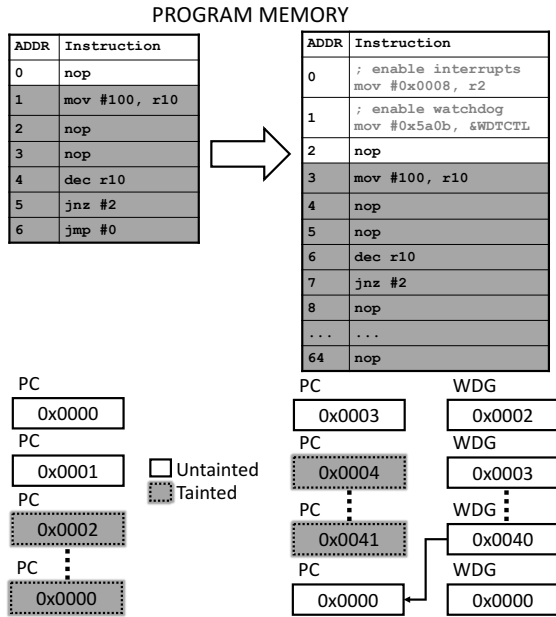 PROGRAM MEMORY
ADDR Instruction
0 nop
1 mov #100, r10
2 nop
3 nop
4 dec r10
5 jnz #2
6 jmp #0
ADDR Instruction
0 ; enable interrupts
mov #0x0008, r2
1 ; enable watchdog
mov #0x5a0b, &WDTCTL
2 nop
3 mov #100, r10
4 nop
5 nop
6 dec r10
7 jnz #2
8 nop
... ...
64 nop
PC
0x0000
PC
0x0001
PC
0x0002
PC
0x0000
Untainted
Tainted
PC WDG
0x0003 0x0002
PC WDG
0x0004 0x0003
PC WDG
0x0041 0x0040
PC WDG
0x0000 0x0000